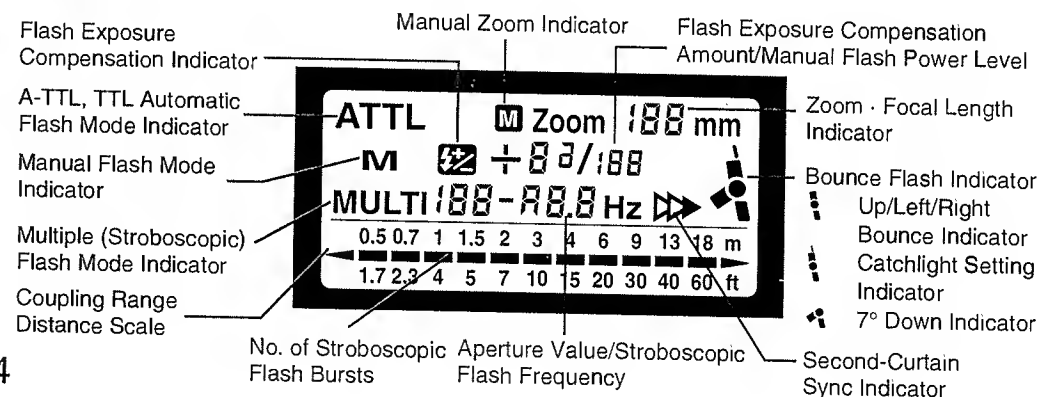 Flash Exposure
Compensation Indicator
Manual Zoom Indicator
Flash Exposure Compensation
Amount/Manual Flash Power Level
A-TTL, TTL Automatic
Flash Mode Indicator
Manual Flash Mode
Indicator
Multiple (Stroboscopic)
Flash Mode Indicator
Coupling Range
Distance Scale
ATTL M Zoom 188 mm
M
MULTI 188 - A8.8 Hz
0.5 0.7 1 1.5 2 3 4 6 9 13 18 m
1.7 2.3 4 5 7 10 15 20 30 40 60 ft
Zoom · Focal Length
Indicator
Bounce Flash Indicator
Up/Left/Right
Bounce Indicator
Catchlight Setting
Indicator
7° Down Indicator
No. of Stroboscopic
Flash Bursts
Aperture Value/Stroboscopic
Flash Frequency
Second-Curtain
Sync Indicator
4